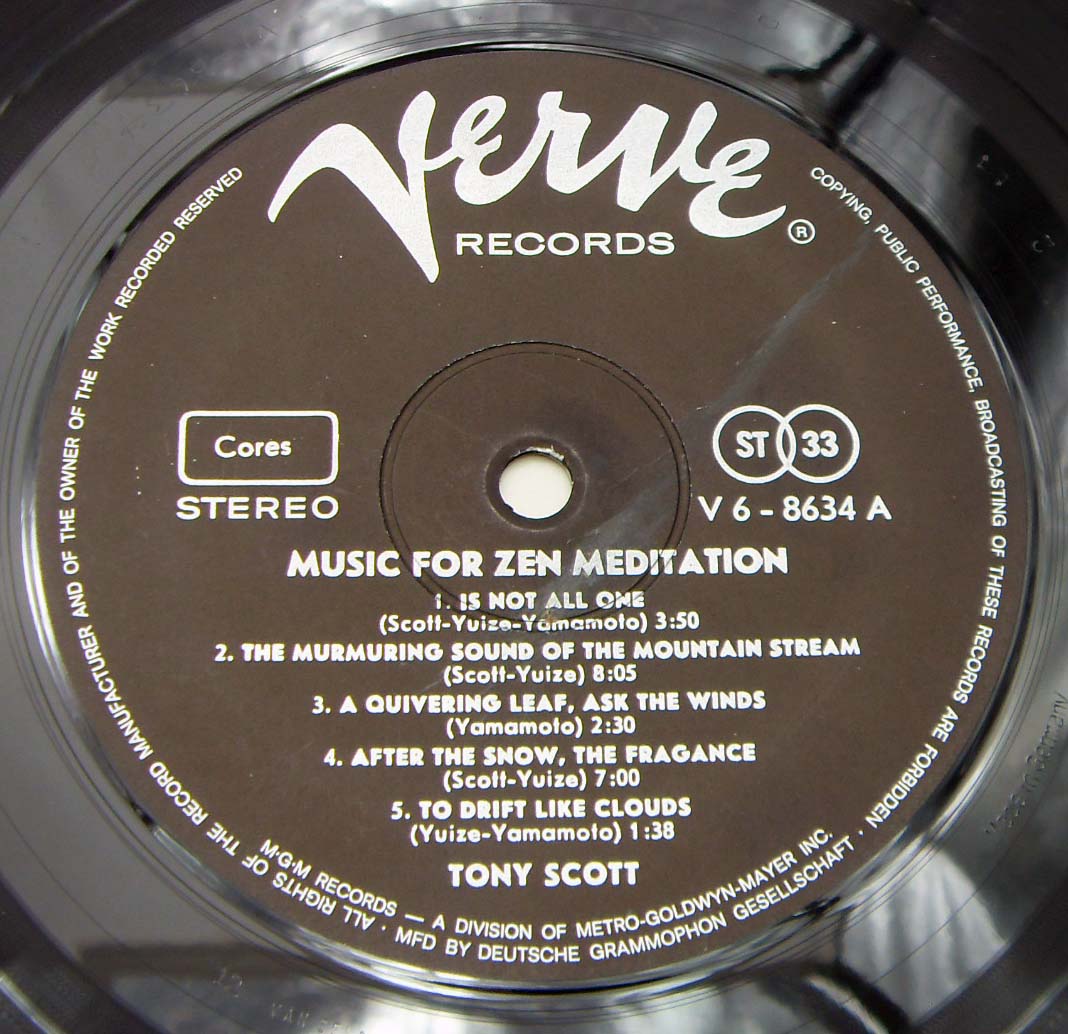 Verve
RECORDS
®
Cores
STEREO
ST 33
V 6 - 8634 A
MUSIC FOR ZEN MEDITATION
1. IS NOT ALL ONE
(Scott-Yuize-Yamamoto) 3:50
2. THE MURMURING SOUND OF THE MOUNTAIN STREAM
(Scott-Yuize) 8:05
3. A QUIVERING LEAF, ASK THE WINDS
(Yamamoto) 2:30
4. AFTER THE SNOW, THE FRAGANCE
(Scott-Yuize) 7:00
5. TO DRIFT LIKE CLOUDS
(Yuize-Yamamoto) 1:38
TONY SCOTT
M·G·M RECORDS — A DIVISION OF METRO-GOLDWYN-MAYER INC.
ALL RIGHTS OF THE RECORD MANUFACTURER AND OF THE OWNER OF THE WORK RECORDED RESERVED
COPYING, PUBLIC PERFORMANCE, BROADCASTING OF THESE RECORDS ARE FORBIDDEN ·
· MFD BY DEUTSCHE GRAMMOPHON GESELLSCHAFT